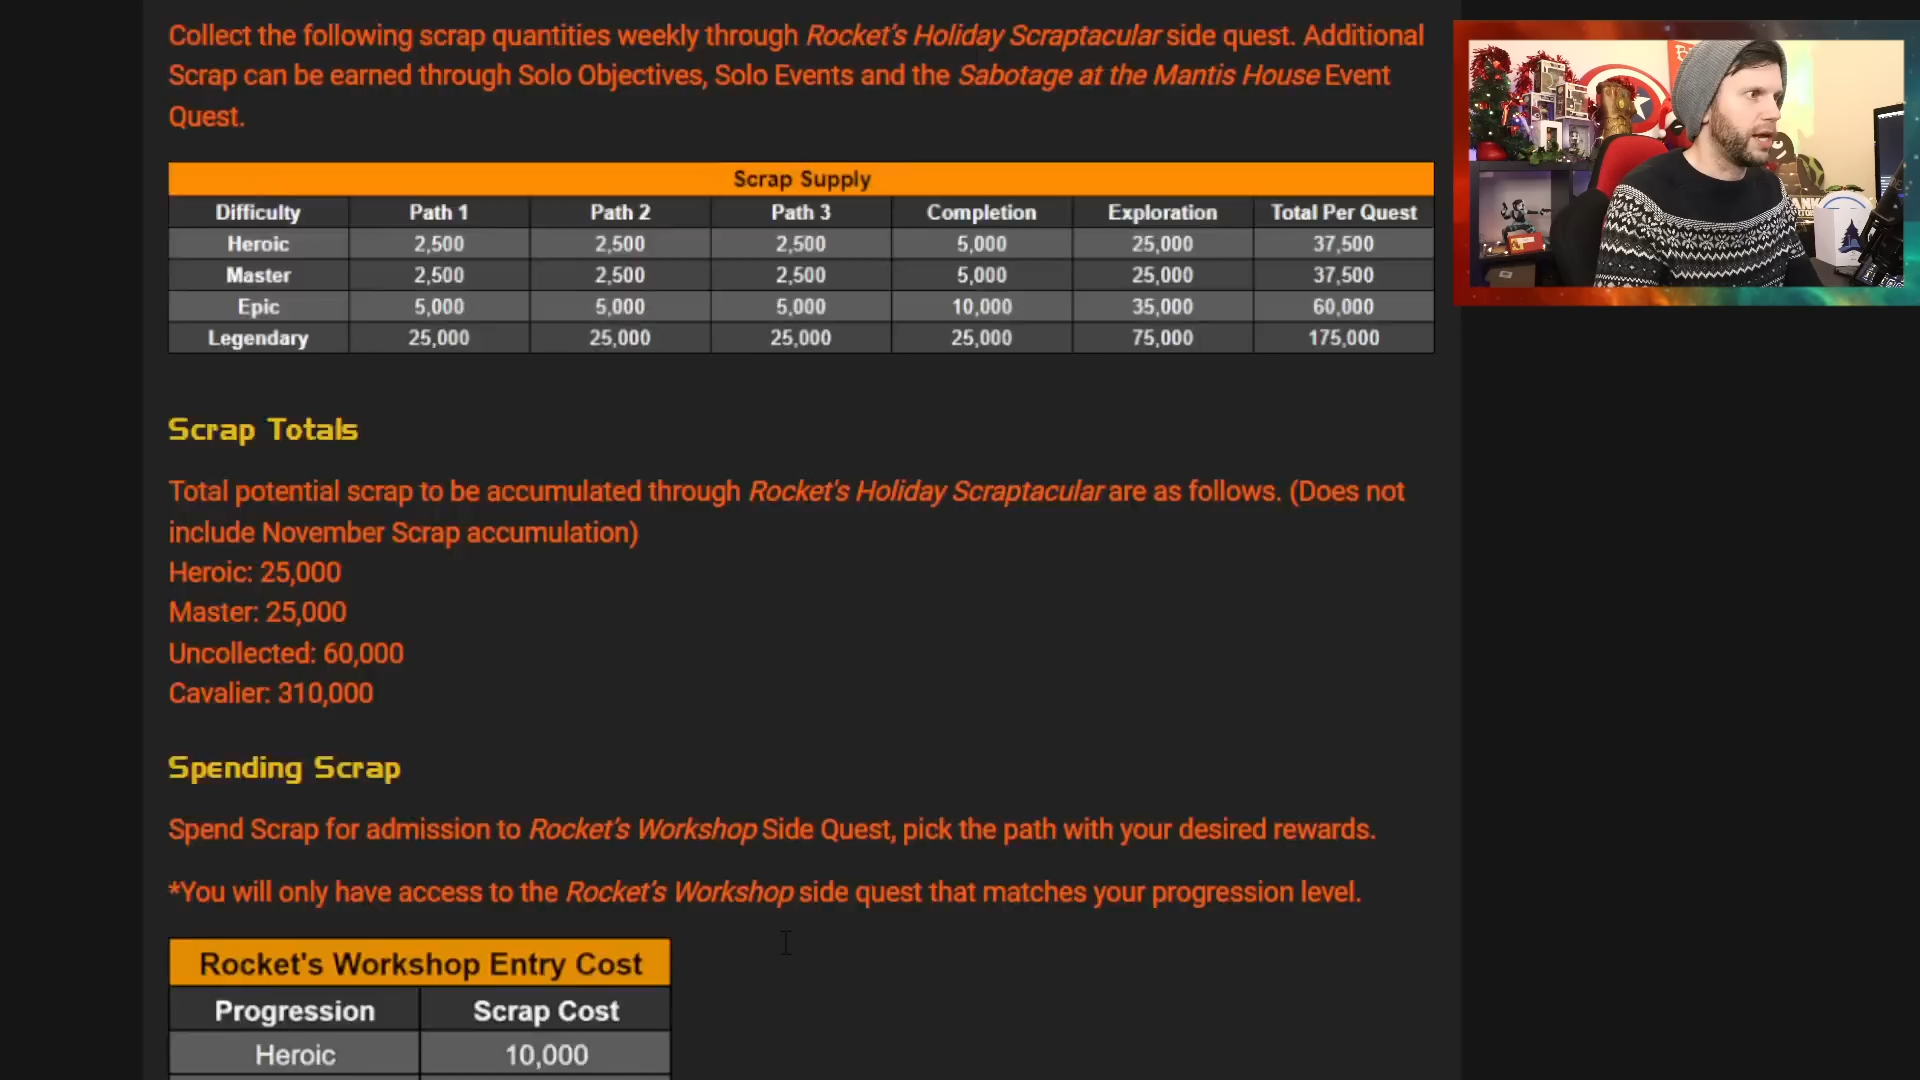 Collect the following scrap quantities weekly through Rocket's Holiday Scraptacular side quest. Additional
Scrap can be earned through Solo Objectives, Solo Events and the Sabotage at the Mantis House Event
Quest.
Scrap Supply
Difficulty Path 1 Path 2 Path 3 Completion Exploration Total Per Quest
Heroic 2,500 2,500 2,500 5,000 25,000 37,500
Master 2,500 2,500 2,500 5,000 25,000 37,500
Epic 5,000 5,000 5,000 10,000 35,000 60,000
Legendary 25,000 25,000 25,000 25,000 75,000 175,000
Scrap Totals
Total potential scrap to be accumulated through Rocket's Holiday Scraptacular are as follows. (Does not
include November Scrap accumulation)
Heroic: 25,000
Master: 25,000
Uncollected: 60,000
Cavalier: 310,000
Spending Scrap
Spend Scrap for admission to Rocket's Workshop Side Quest, pick the path with your desired rewards.
*You will only have access to the Rocket's Workshop side quest that matches your progression level.
Rocket's Workshop Entry Cost
Progression Scrap Cost
Heroic 10,000